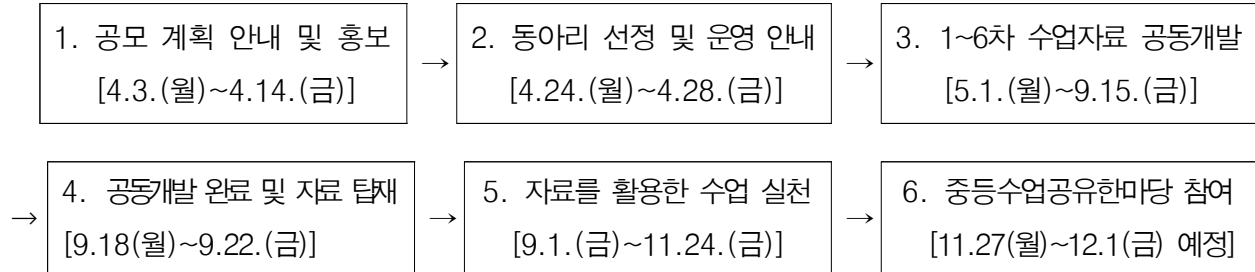 1. 공모 계획 안내 및 홍보
[4.3.(월)~4.14.(금)]
→
2. 동아리 선정 및 운영 안내
[4.24.(월)~4.28.(금)]
→
3. 1~6차 수업자료 공동개발
[5.1.(월)~9.15.(금)]
→
4. 공동개발 완료 및 자료 탑재
[9.18(월)~9.22.(금)]
→
5. 자료를 활용한 수업 실천
[9.1.(금)~11.24.(금)]
→
6. 중등수업공유한마당 참여
[11.27(월)~12.1(금) 예정]